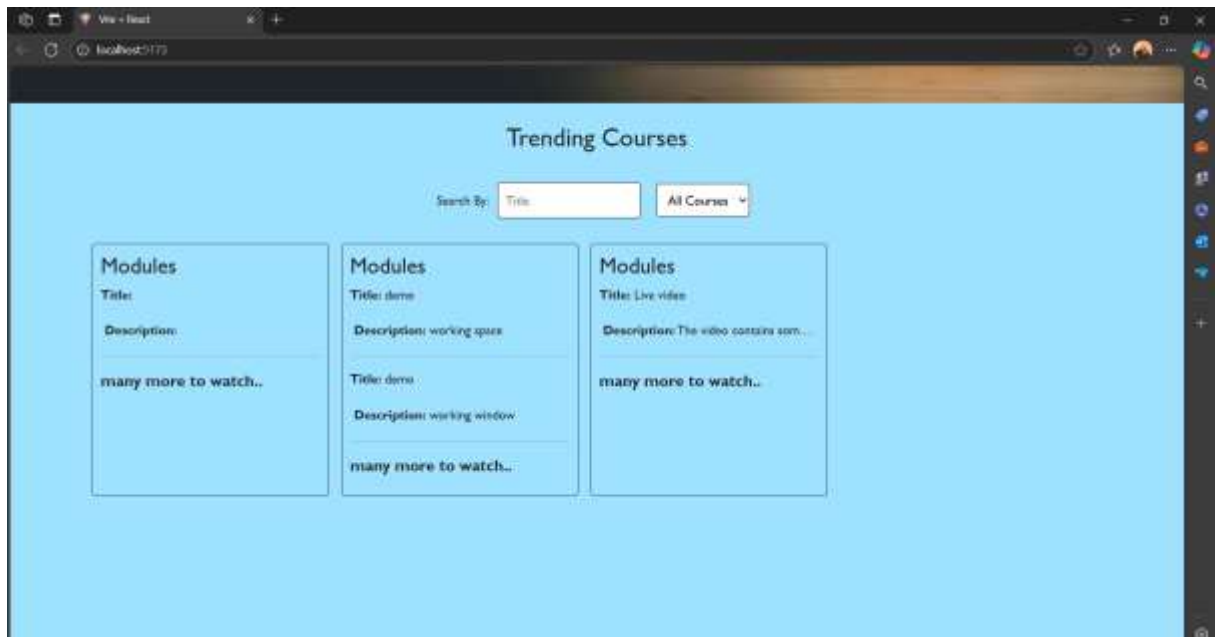 Vite + React
localhost:5173
Trending Courses
Search By: Title All Courses
Modules
Title:
Description:
many more to watch..
Modules
Title: demo
Description: working space
Title: demo
Description: working window
many more to watch..
Modules
Title: Live video
Description: The video contains som...
many more to watch..